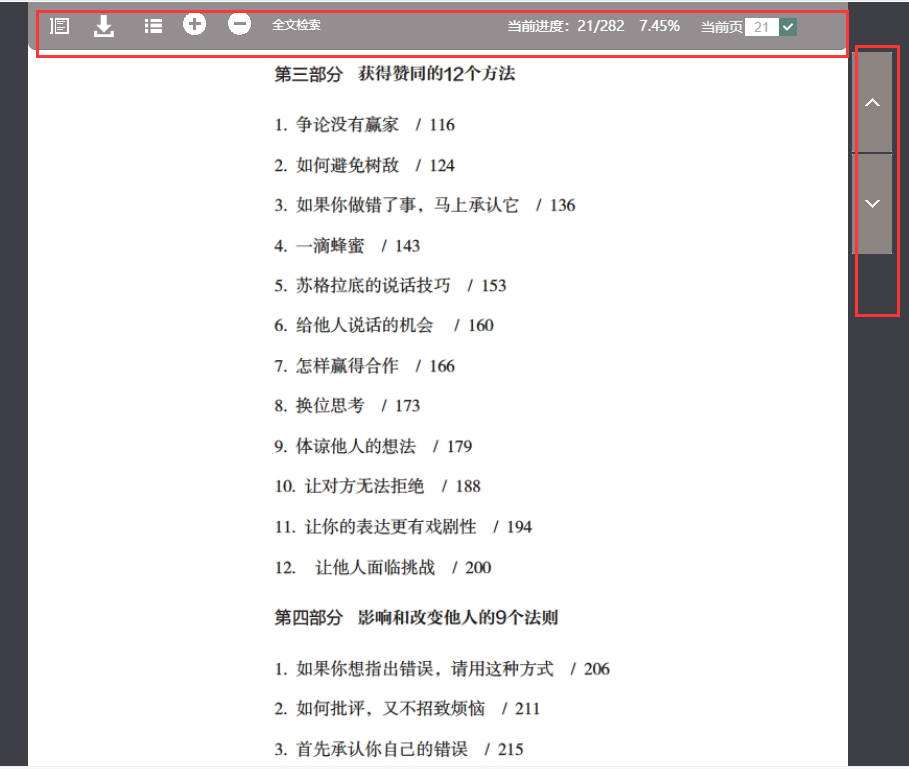 全文检索 当前进度：21/282 7.45% 当前页 21
第三部分 获得赞同的12个方法
1. 争论没有赢家 / 116
2. 如何避免树敌 / 124
3. 如果你做错了事，马上承认它 / 136
4. 一滴蜂蜜 / 143
5. 苏格拉底的说话技巧 / 153
6. 给他人说话的机会 / 160
7. 怎样赢得合作 / 166
8. 换位思考 / 173
9. 体谅他人的想法 / 179
10. 让对方无法拒绝 / 188
11. 让你的表达更有戏剧性 / 194
12. 让他人面临挑战 / 200
第四部分 影响和改变他人的9个法则
1. 如果你想指出错误，请用这种方式 / 206
2. 如何批评，又不招致烦恼 / 211
3. 首先承认你自己的错误 / 215